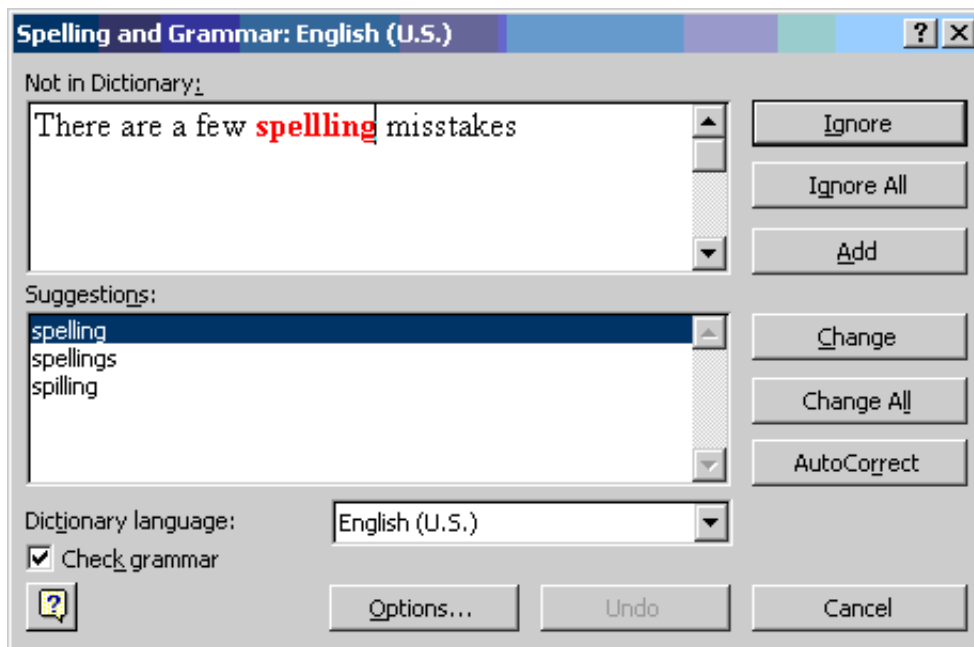 Spelling and Grammar: English (U.S.)
Not in Dictionary:
There are a few spellling misstakes
Ignore
Ignore All
Add
Suggestions:
spelling
spellings
spilling
Change
Change All
AutoCorrect
Dictionary language:
English (U.S.)
Check grammar
Options...
Undo
Cancel